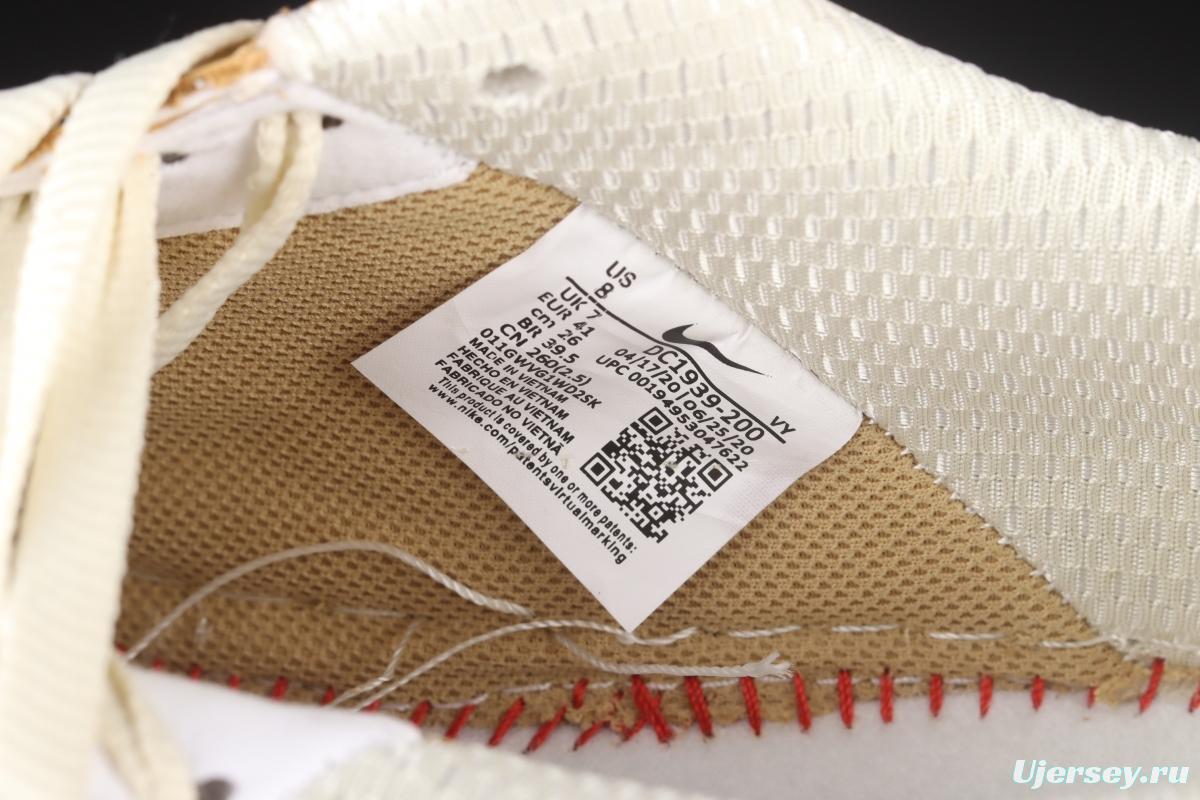 US
8
UK 7
EUR 41
cm 26
BR 39.5
CN 260(2.5)
011GWVG1WD2SK
MADE IN VIETNAM
HECHO EN VIETNAM
FABRIQUE AU VIETNAM
FABRICADO NO VIETNÃ
This product is covered by one or more patents:
www.nike.com/patentsvirtualmarking
VY
DC1939-200
04/17/20 | 06/25/20
UPC 00194953047622
Ujersey.ru